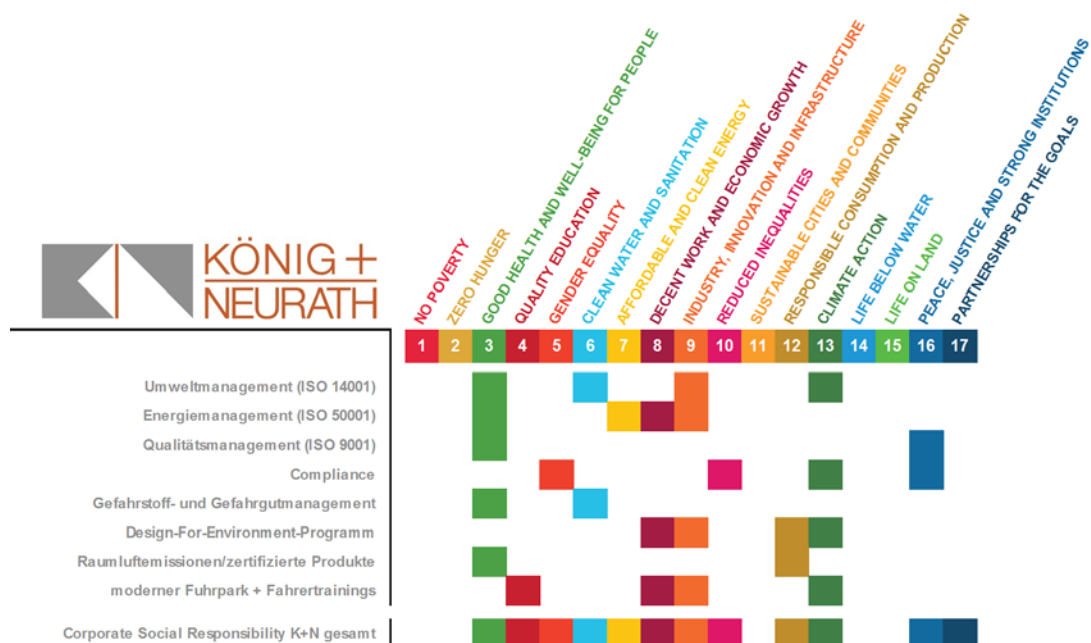 KÖNIG +
NEURATH
NO POVERTY
ZERO HUNGER
GOOD HEALTH AND WELL-BEING FOR PEOPLE
QUALITY EDUCATION
GENDER EQUALITY
CLEAN WATER AND SANITATION
AFFORDABLE AND CLEAN ENERGY
DECENT WORK AND ECONOMIC GROWTH
INDUSTRY, INNOVATION AND INFRASTRUCTURE
REDUCED INEQUALITIES
SUSTAINABLE CITIES AND COMMUNITIES
RESPONSIBLE CONSUMPTION AND PRODUCTION
CLIMATE ACTION
LIFE BELOW WATER
LIFE ON LAND
PEACE, JUSTICE AND STRONG INSTITUTIONS
PARTNERSHIPS FOR THE GOALS
1 2 3 4 5 6 7 8 9 10 11 12 13 14 15 16 17
Umweltmanagement (ISO 14001)
Energiemanagement (ISO 50001)
Qualitätsmanagement (ISO 9001)
Compliance
Gefahrstoff- und Gefahrgutmanagement
Design-For-Environment-Programm
Raumluftemissionen/zertifizierte Produkte
moderner Fuhrpark + Fahrertrainings
Corporate Social Responsibility K+N gesamt